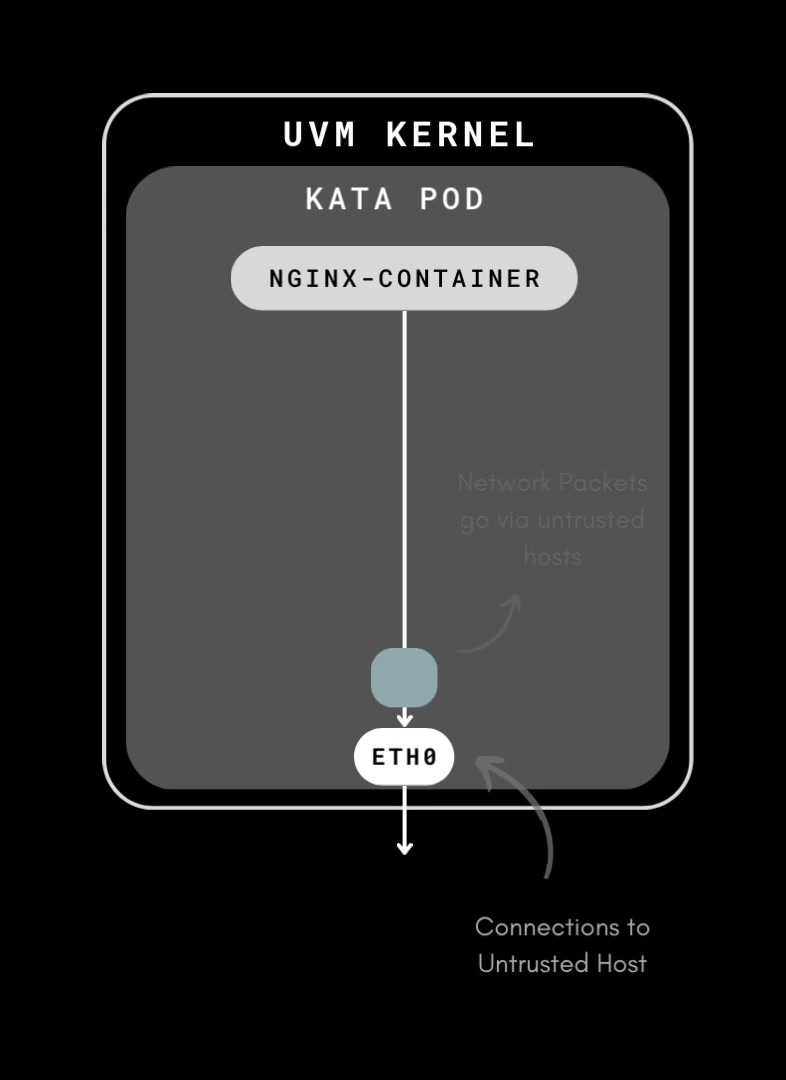 UVM KERNEL
KATA POD
NGINX-CONTAINER
Network Packets
go via untrusted
hosts
ETH0
Connections to
Untrusted Host